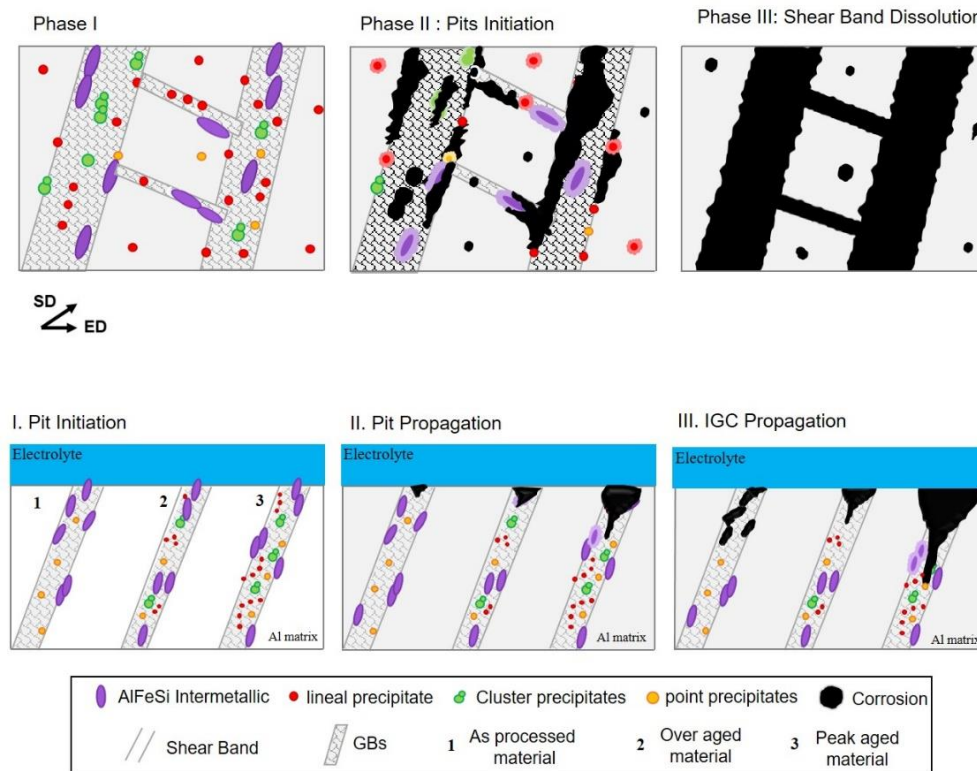 Phase I
Phase II : Pits Initiation
Phase III: Shear Band Dissolution
SD
ED
I. Pit Initiation
II. Pit Propagation
III. IGC Propagation
Electrolyte
Electrolyte
Electrolyte
1
2
3
Al matrix
Al matrix
Al matrix
AlFeSi Intermetallic
lineal precipitate
Cluster precipitates
point precipitates
Corrosion
Shear Band
GBs
1 As processed material
2 Over aged material
3 Peak aged material